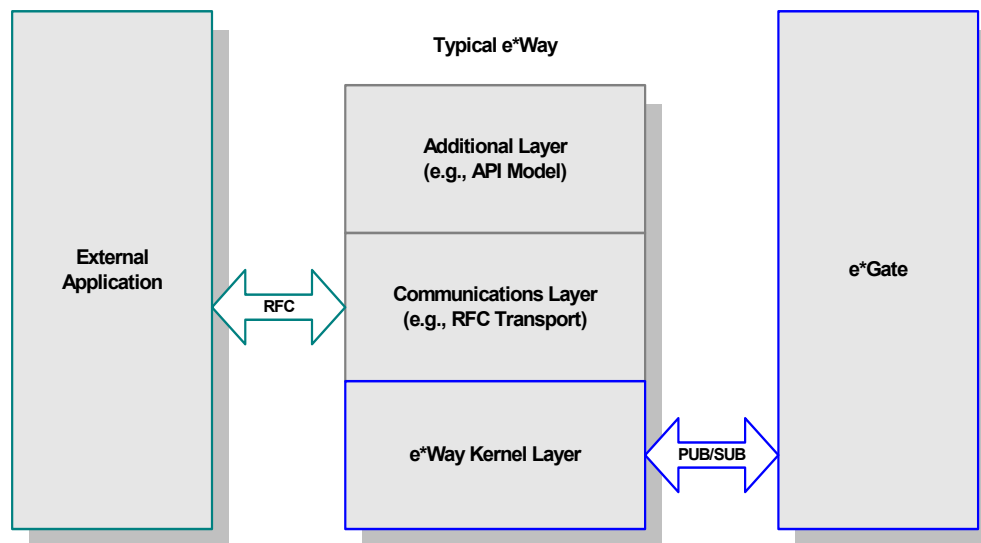 Typical e*Way
Additional Layer
(e.g., API Model)
External
Application
RFC
Communications Layer
(e.g., RFC Transport)
e*Way Kernel Layer
PUB/SUB
e*Gate